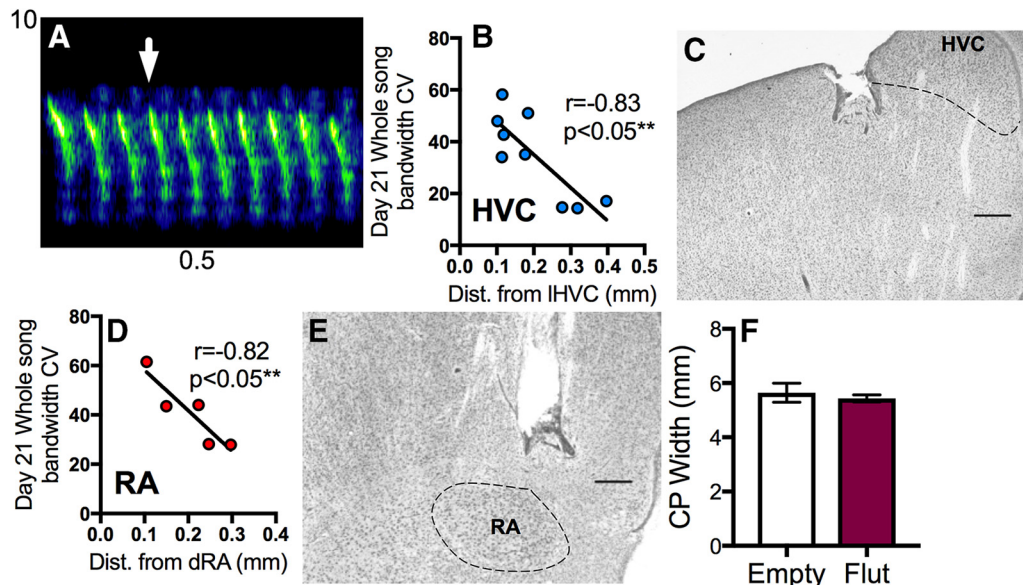 10
A
0.5
B
Day 21 Whole song
bandwidth CV
80
60
40
20
0
r=-0.83
p<0.05**
HVC
0.0 0.1 0.2 0.3 0.4 0.5
Dist. from lHVC (mm)
C
HVC
D
Day 21 Whole song
bandwidth CV
80
60
40
20
0
r=-0.82
p<0.05**
RA
0.0 0.1 0.2 0.3 0.4
Dist. from dRA (mm)
E
RA
F
CP Width (mm)
8
6
4
2
0
Empty Flut